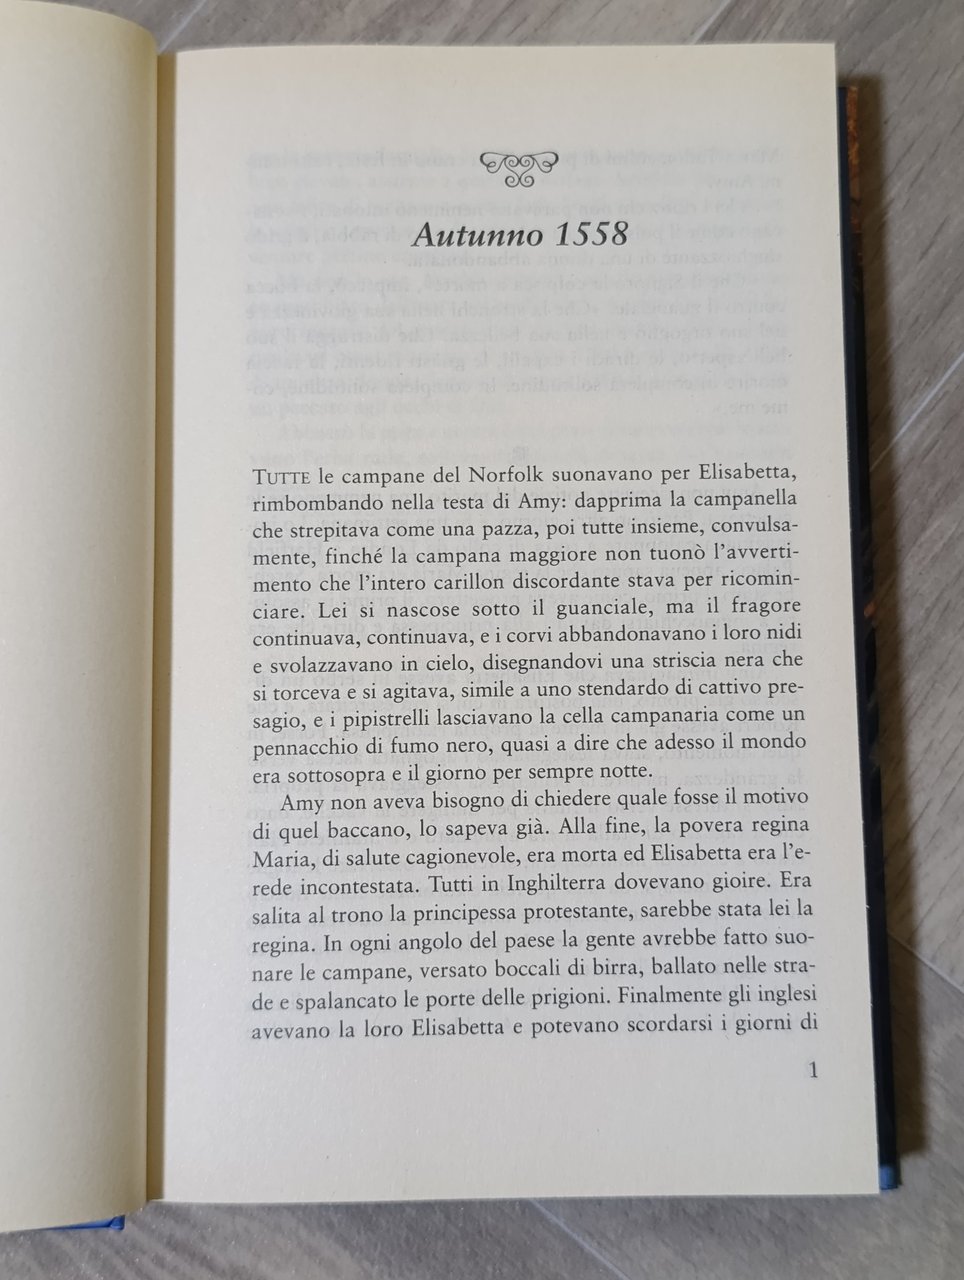 Autunno 1558
TUTTE le campane del Norfolk suonavano per Elisabetta,
rimbombando nella testa di Amy: dapprima la campanella
che strepitava come una pazza, poi tutte insieme, convulsa-
mente, finché la campana maggiore non tuonò l'avverti-
mento che l'intero carillon discordante stava per ricomin-
ciare. Lei si nascose sotto il guanciale, ma il fragore
continuava, continuava, e i corvi abbandonavano i loro nidi
e svolazzavano in cielo, disegnandovi una striscia nera che
si torceva e si agitava, simile a uno stendardo di cattivo pre-
sagio, e i pipistrelli lasciavano la cella campanaria come un
pennacchio di fumo nero, quasi a dire che adesso il mondo
era sottosopra e il giorno per sempre notte.
Amy non aveva bisogno di chiedere quale fosse il motivo
di quel baccano, lo sapeva già. Alla fine, la povera regina
Maria, di salute cagionevole, era morta ed Elisabetta era l'e-
rede incontestata. Tutti in Inghilterra dovevano gioire. Era
salita al trono la principessa protestante, sarebbe stata lei la
regina. In ogni angolo del paese la gente avrebbe fatto suo-
nare le campane, versato boccali di birra, ballato nelle stra-
de e spalancato le porte delle prigioni. Finalmente gli inglesi
avevano la loro Elisabetta e potevano scordarsi i giorni di
1